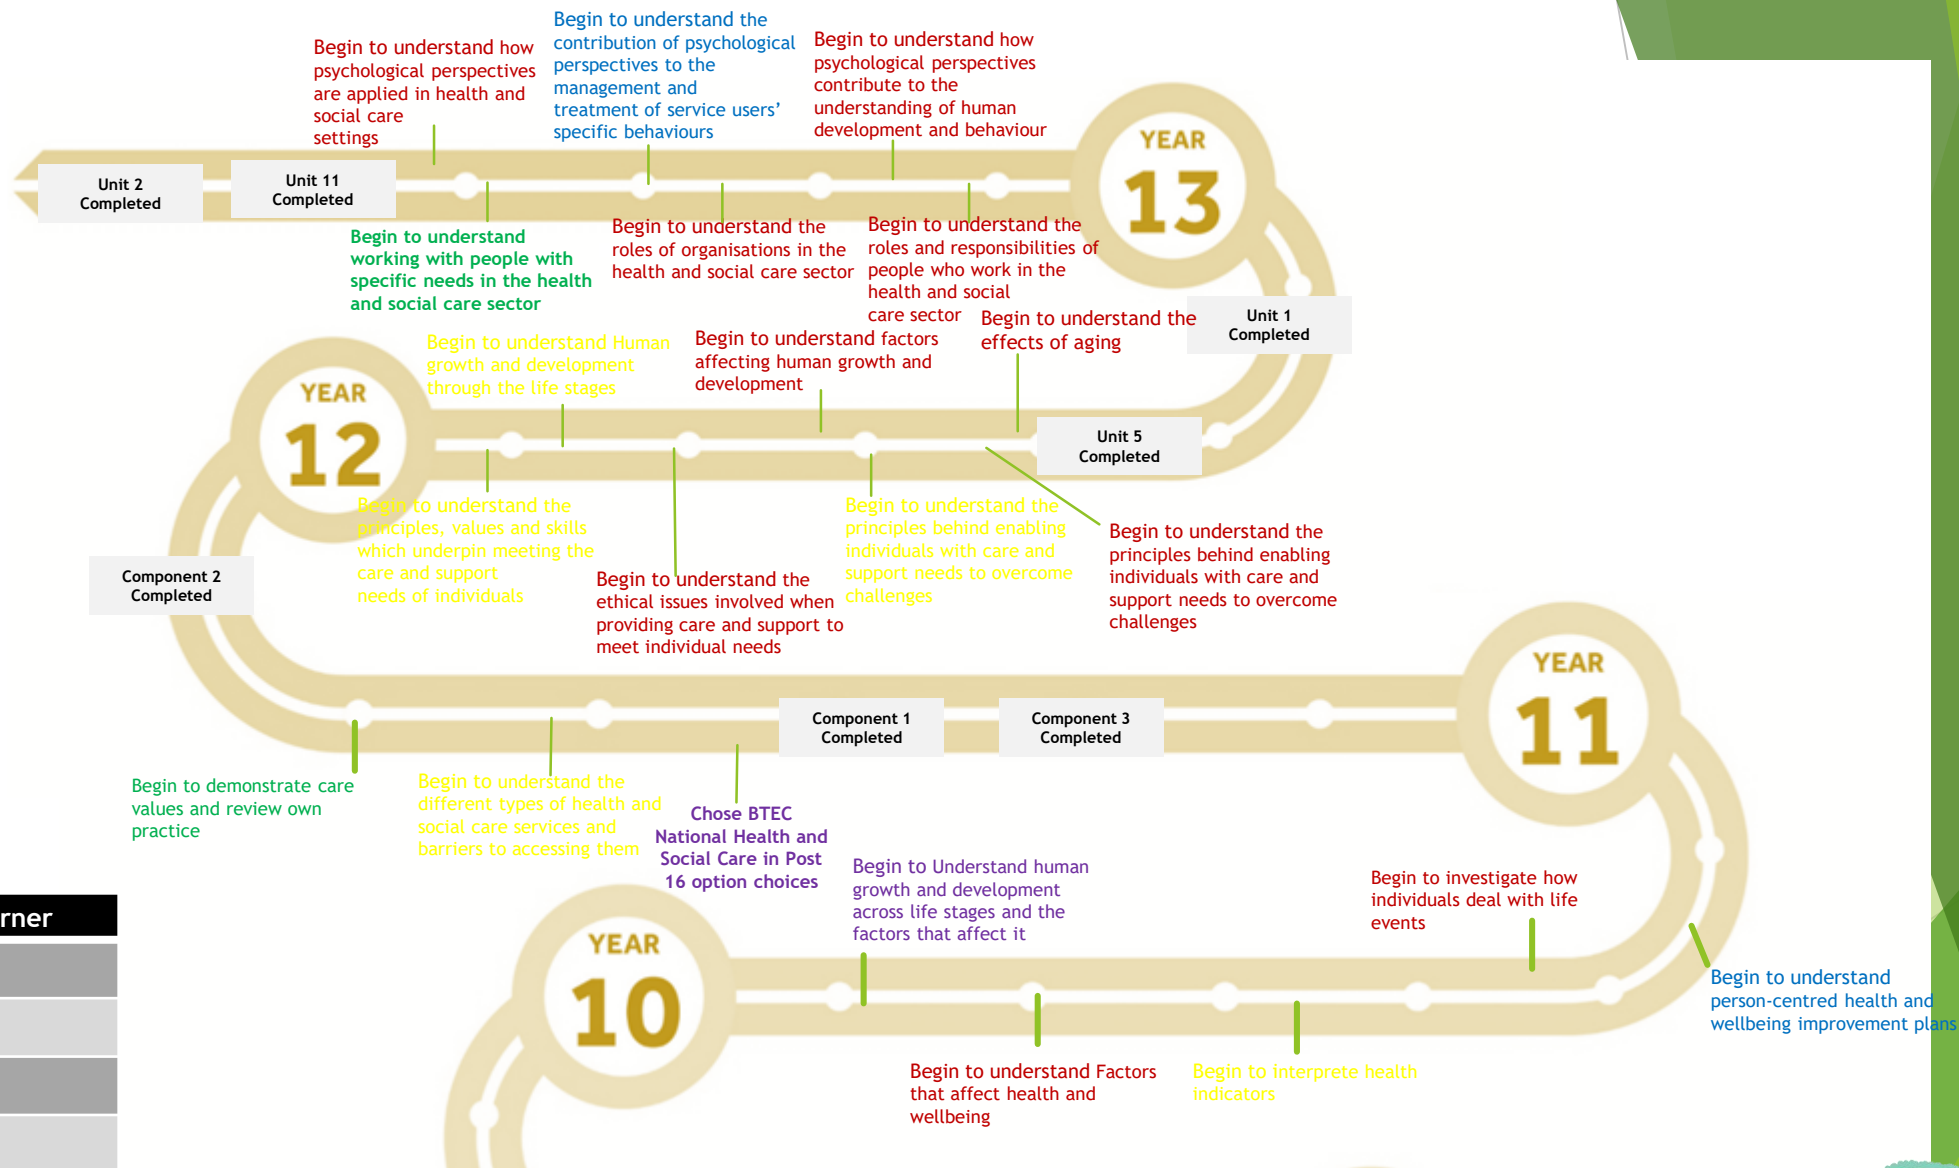 Begin to understand how
psychological perspectives
are applied in health and
social care
settings
Begin to understand the
contribution of psychological
perspectives to the
management and
treatment of service users’
specific behaviours
Begin to understand how
psychological perspectives
contribute to the
understanding of human
development and behaviour
YEAR
13
Unit 2
Completed
Unit 11
Completed
Begin to understand
working with people with
specific needs in the health
and social care sector
Begin to understand the
roles of organisations in the
health and social care sector
Begin to understand the
roles and responsibilities of
people who work in the
health and social
care sector
Unit 1
Completed
Begin to understand Human
growth and development
through the life stages
Begin to understand factors
affecting human growth and
development
Begin to understand the
effects of aging
YEAR
12
Unit 5
Completed
Begin to understand the
principles, values and skills
which underpin meeting the
care and support
needs of individuals
Begin to understand the
ethical issues involved when
providing care and support to
meet individual needs
Begin to understand the
principles behind enabling
individuals with care and
support needs to overcome
challenges
Begin to understand the
principles behind enabling
individuals with care and
support needs to overcome
challenges
Component 2
Completed
YEAR
11
Component 1
Completed
Component 3
Completed
Begin to demonstrate care
values and review own
practice
Begin to understand the
different types of health and
social care services and
barriers to accessing them
Chose BTEC
National Health and
Social Care in Post
16 option choices
Begin to Understand human
growth and development
across life stages and the
factors that affect it
Begin to investigate how
individuals deal with life
events
rner
YEAR
10
Begin to understand
person-centred health and
wellbeing improvement plans
Begin to understand Factors
that affect health and
wellbeing
Begin to interprete health
indicators